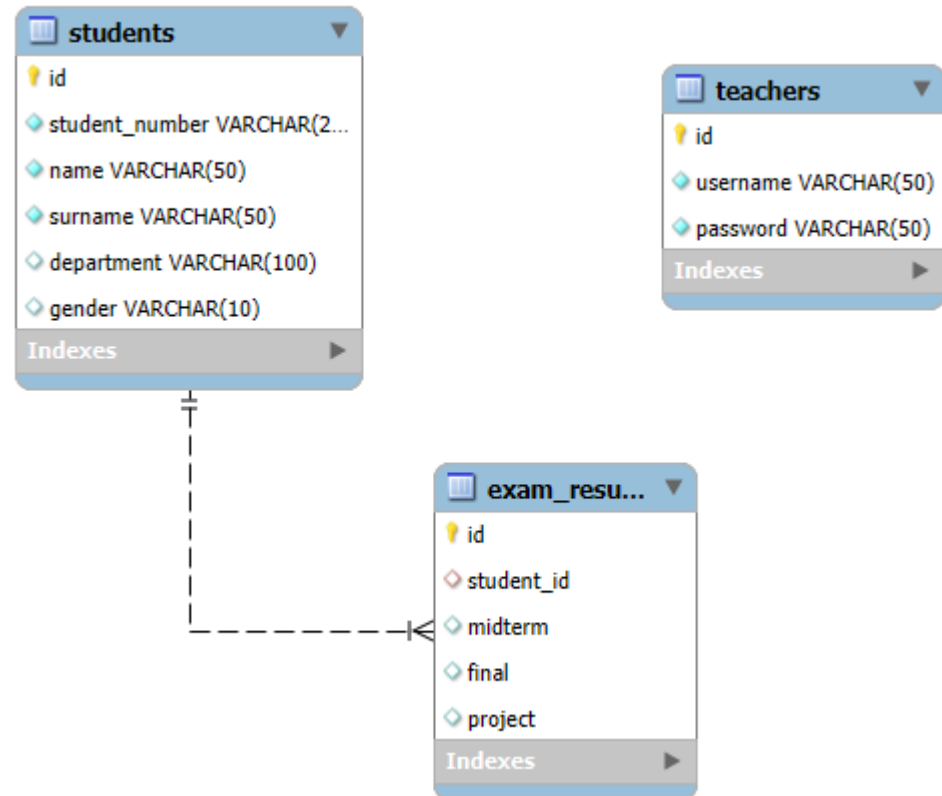 students
id
student_number VARCHAR(2...
name VARCHAR(50)
surname VARCHAR(50)
department VARCHAR(100)
gender VARCHAR(10)
Indexes
teachers
id
username VARCHAR(50)
password VARCHAR(50)
Indexes
exam_resu...
id
student_id
midterm
final
project
Indexes